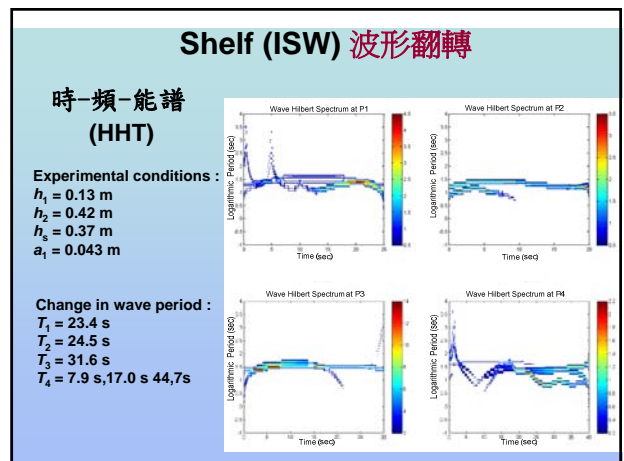 Shelf (ISW) 波形翻轉
時-頻-能譜
(HHT)
Experimental conditions :
h1 = 0.13 m
h2 = 0.42 m
hs = 0.37 m
a1 = 0.043 m
Change in wave period :
T1 = 23.4 s
T2 = 24.5 s
T3 = 31.6 s
T4 = 7.9 s,17.0 s 44,7s
Wave Hilbert Spectrum at P1
Logarithmic Period (sec)
Time (sec)
Wave Hilbert Spectrum at P2
Logarithmic Period (sec)
Time (sec)
Wave Hilbert Spectrum at P3
Logarithmic Period (sec)
Time (sec)
Wave Hilbert Spectrum at P4
Logarithmic Period (sec)
Time (sec)